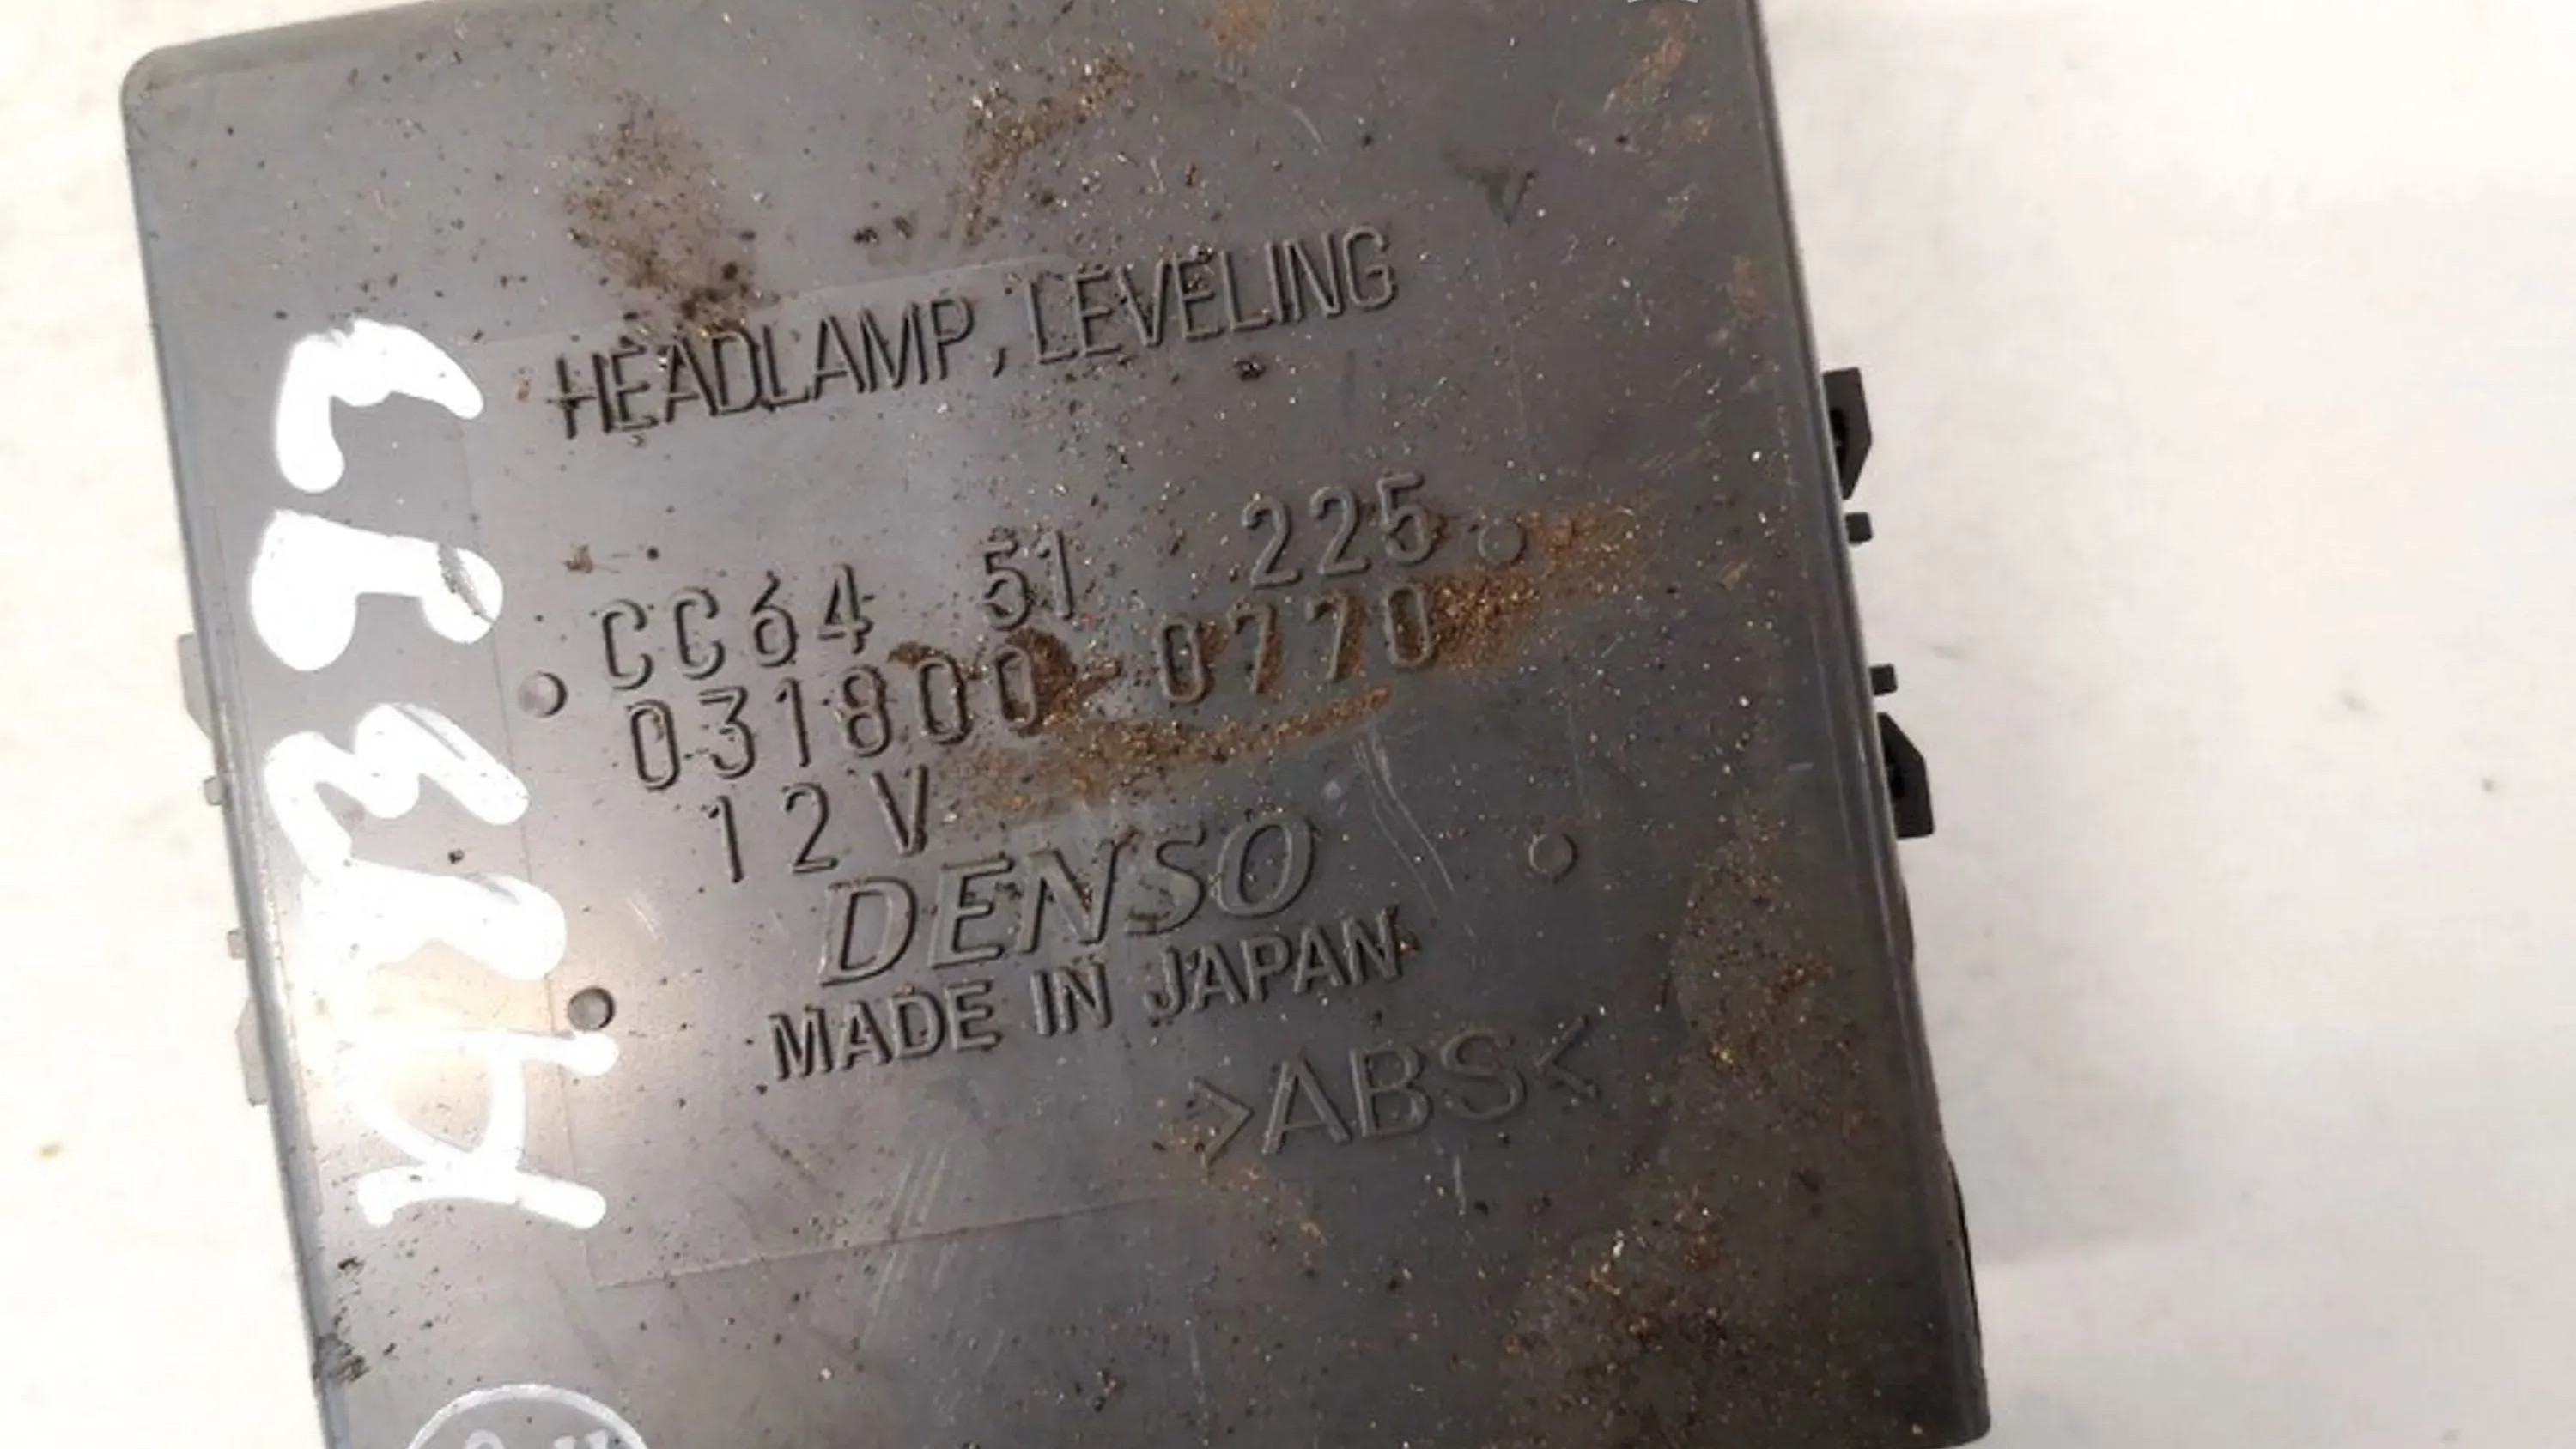 HEADLAMP, LEVELING
CC64 51 225
031800-0770
12V
DENSO
MADE IN JAPAN
>ABS<